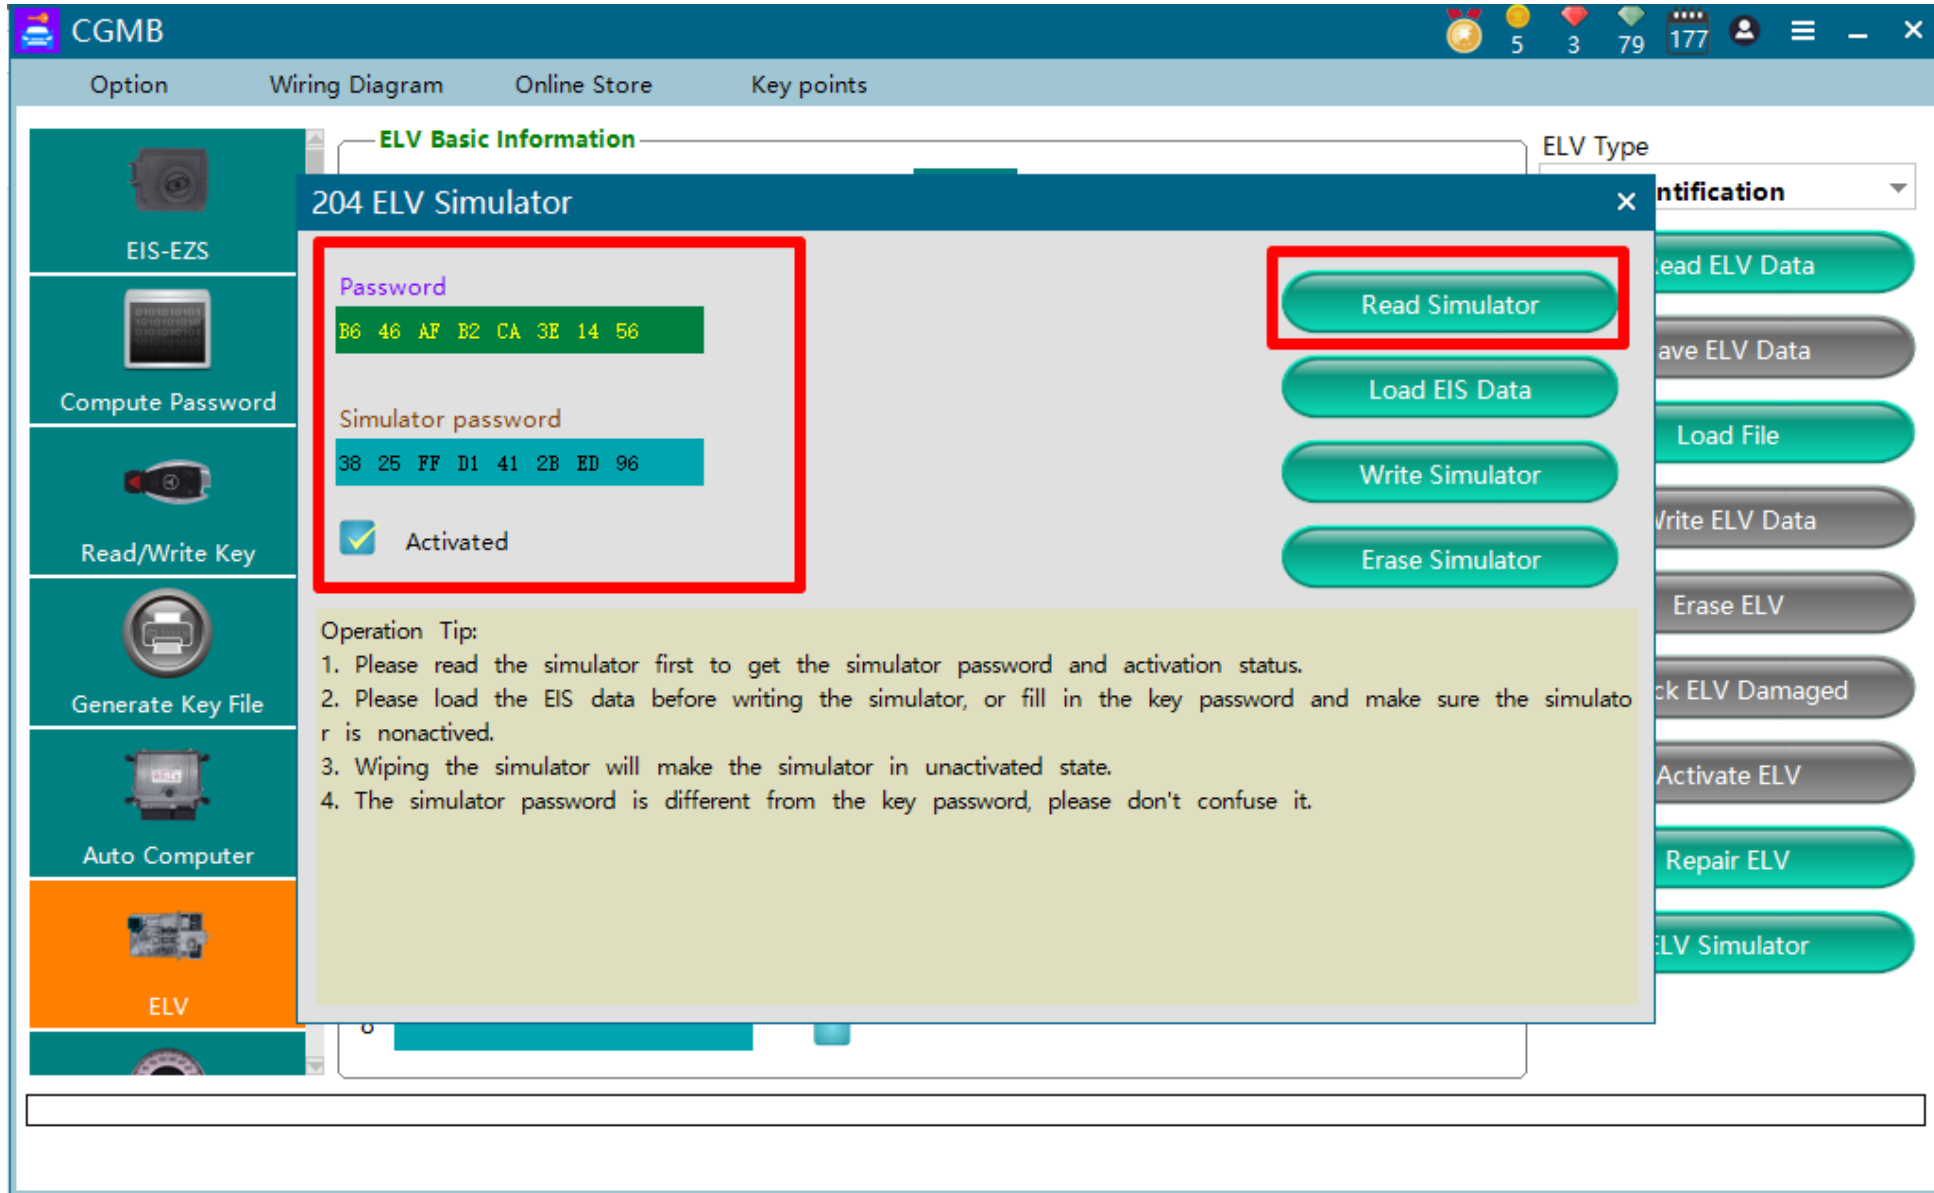 CGMB
5 3 79 177
Option Wiring Diagram Online Store Key points
ELV Basic Information
ELV Type
ntification
EIS-EZS
Compute Password
Read/Write Key
Generate Key File
Auto Computer
ELV
204 ELV Simulator
Password
B6 46 AF B2 CA 3E 14 56
Simulator password
38 25 FF D1 41 2B ED 96
Activated
Read Simulator
Load EIS Data
Write Simulator
Erase Simulator
Operation Tip:
1. Please read the simulator first to get the simulator password and activation status.
2. Please load the EIS data before writing the simulator, or fill in the key password and make sure the simulato
r is nonactived.
3. Wiping the simulator will make the simulator in unactivated state.
4. The simulator password is different from the key password, please don't confuse it.
ead ELV Data
ave ELV Data
Load File
rite ELV Data
Erase ELV
ck ELV Damaged
Activate ELV
Repair ELV
ELV Simulator